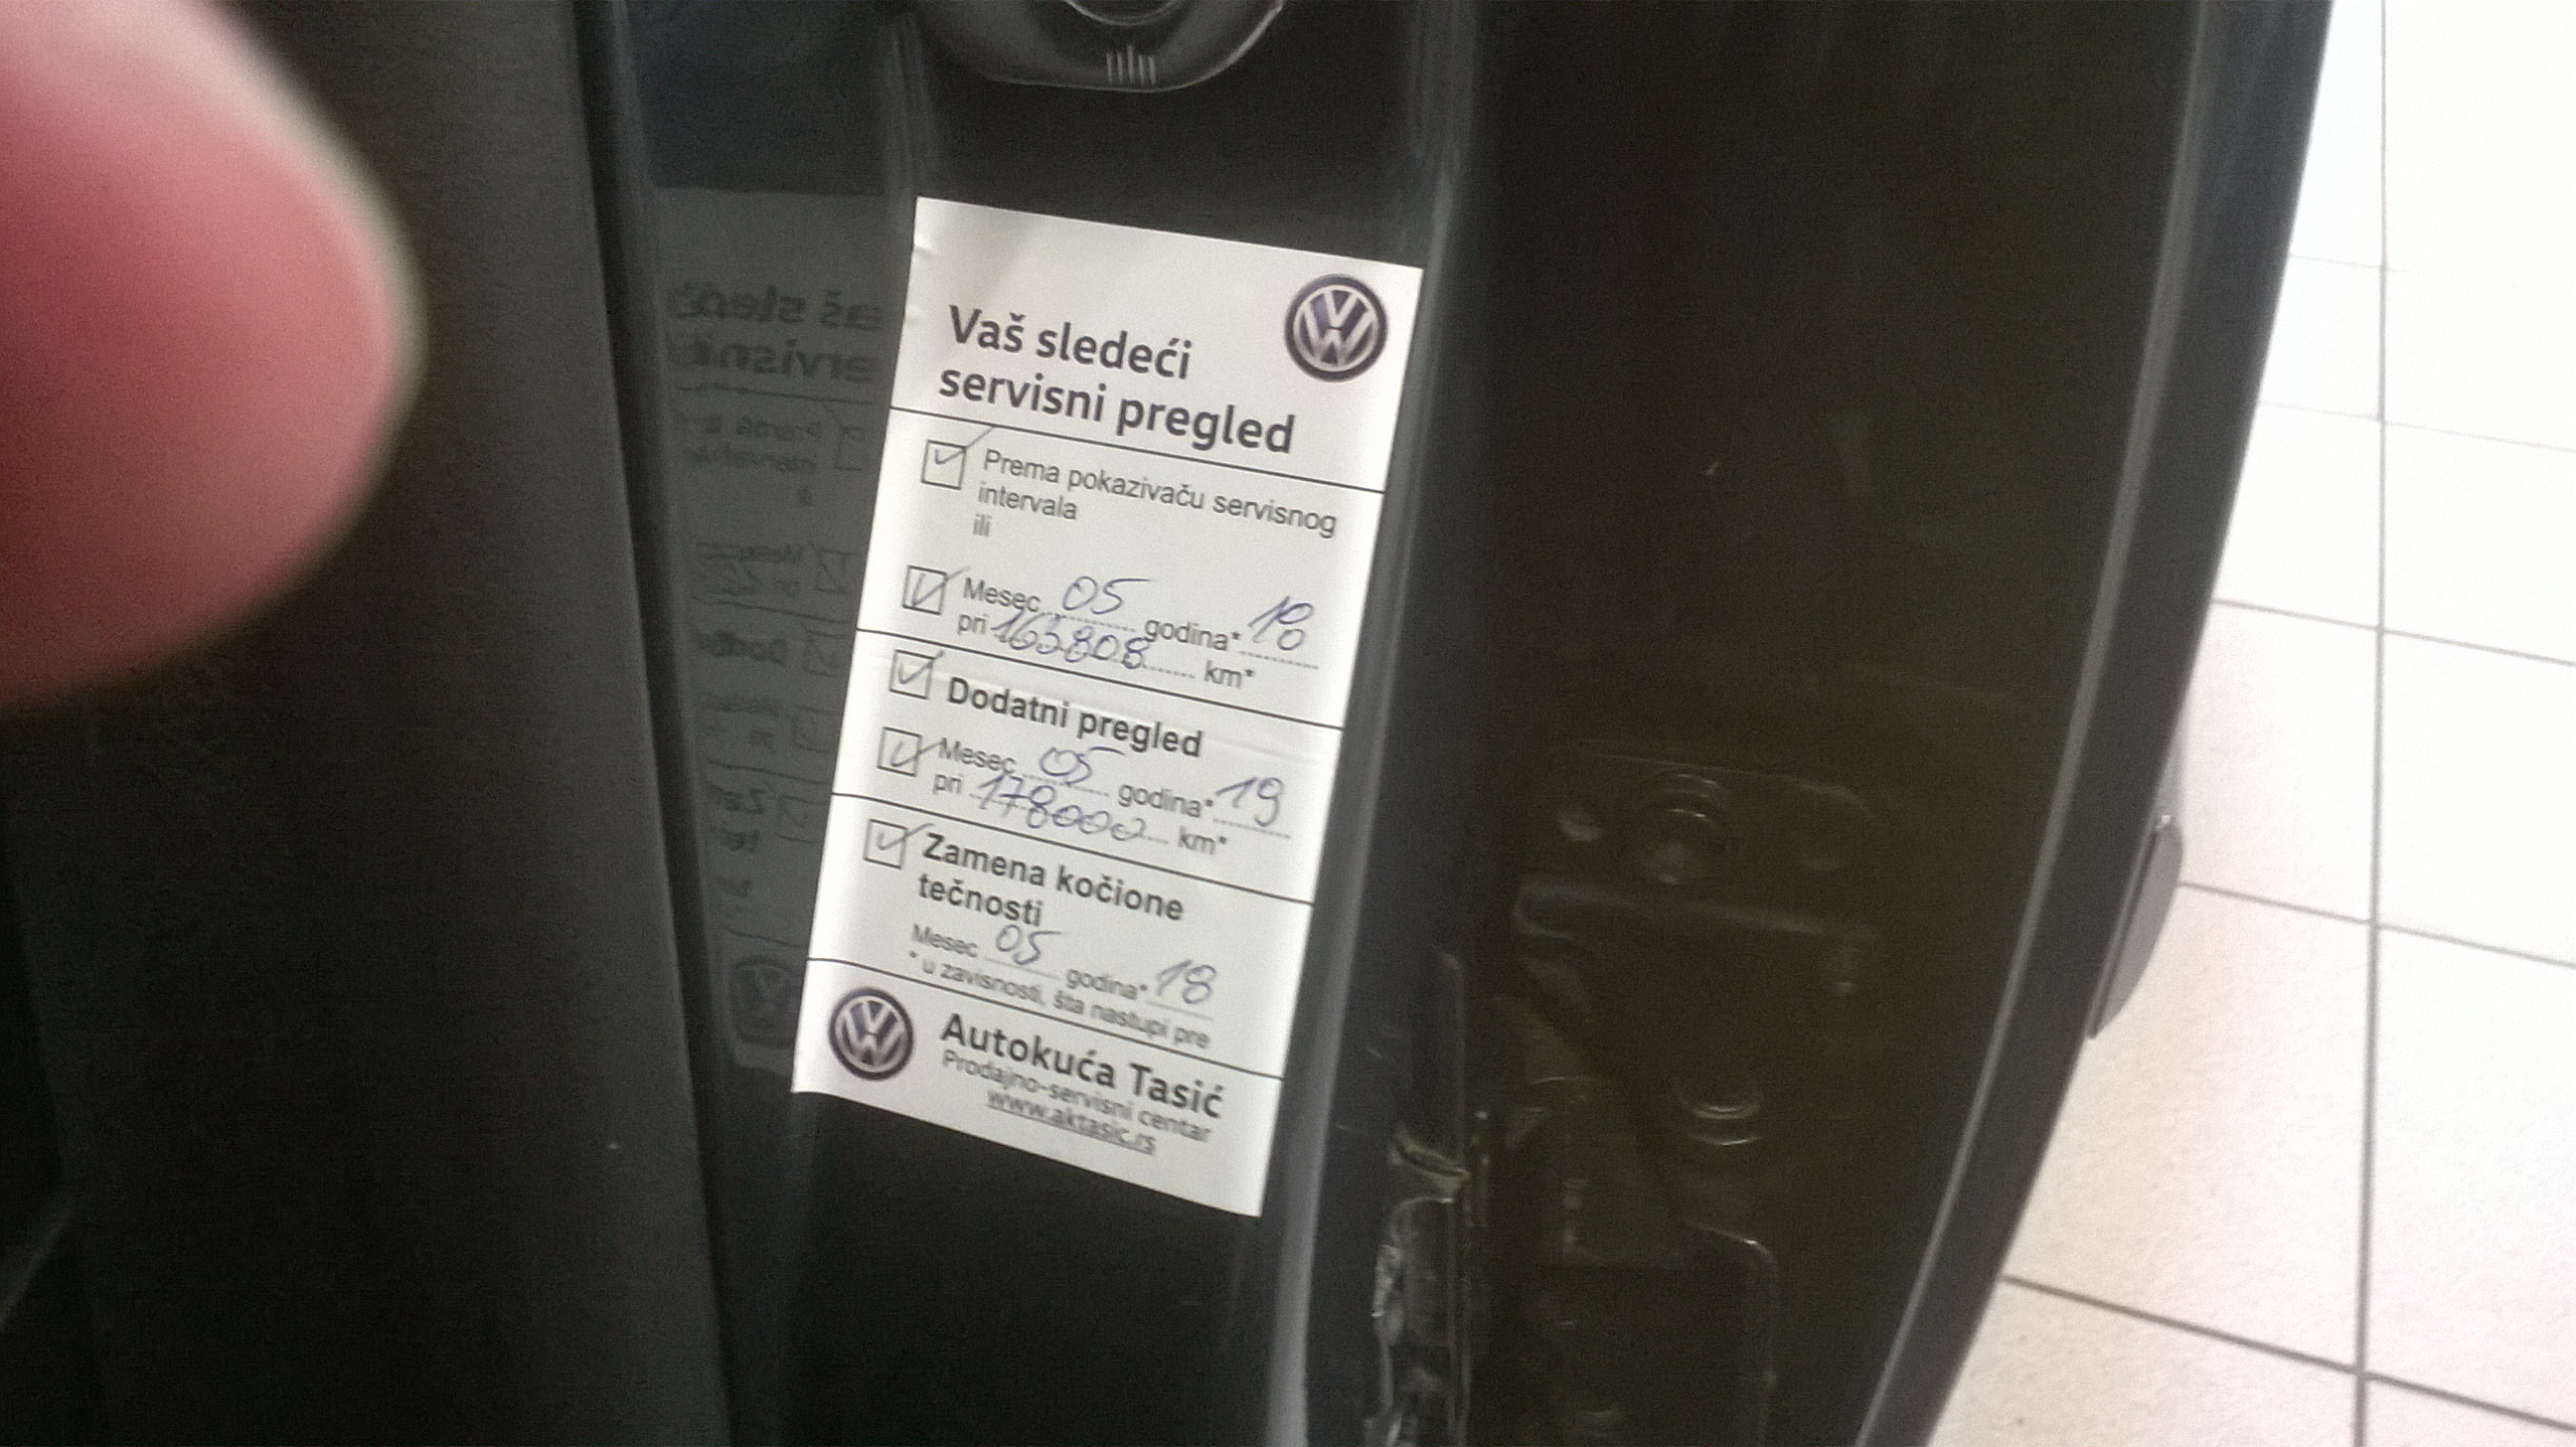 Vaš sledeći
servisni pregled
Prema pokazivaču servisnog
intervala
ili
Mesec 05 godina* 18
pri 163808 km*
Dodatni pregled
Mesec 05 godina* 19
pri 178000 km*
Zamena kočione
tečnosti
Mesec 05 godina* 18
* u zavisnosti, šta nastupi pre
Autokuća Tasić
Prodajno-servisni centar
www.aktasic.rs